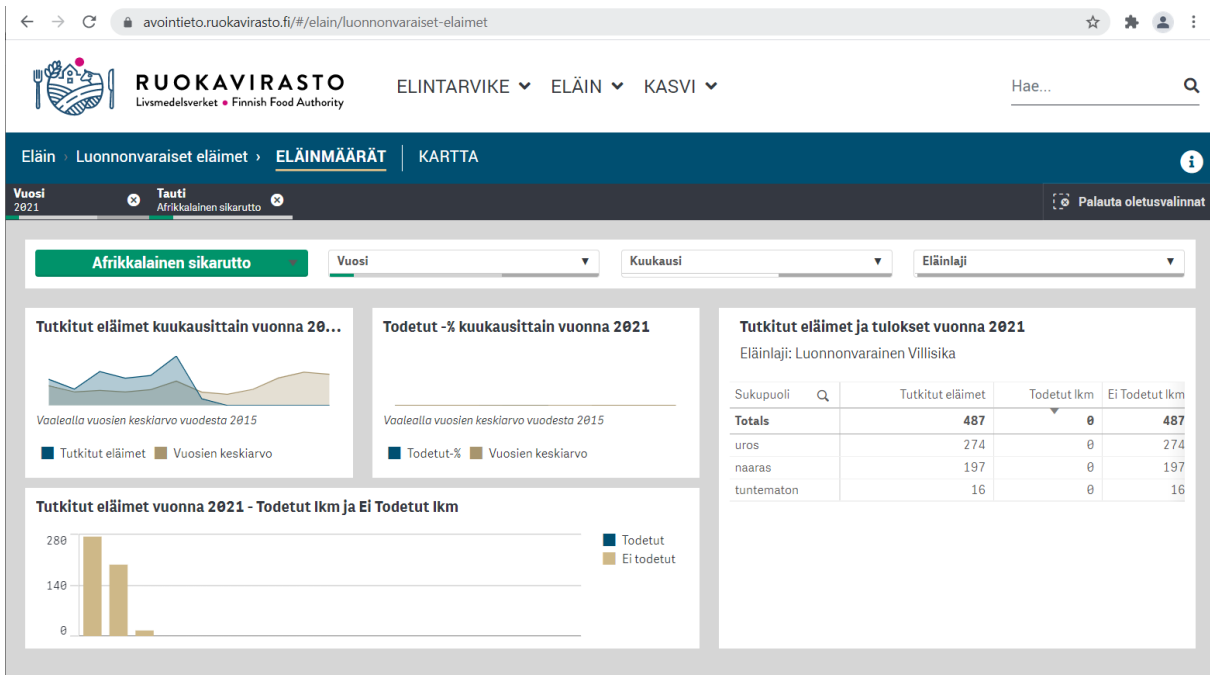 avointieto.ruokavirasto.fi/#/elain/luonnonvaraiset-elaimet
RUOKAVIRASTO
Livsmedelsverket • Finnish Food Authority
ELINTARVIKE ELÄIN KASVI
Hae...
Eläin › Luonnonvaraiset eläimet › ELÄINMÄÄRÄT KARTTA
Vuosi
2021
Tauti
Afrikkalainen sikarutto
Palauta oletusvalinnat
Afrikkalainen sikarutto
Vuosi
Kuukausi
Eläinlaji
Tutkitut eläimet kuukausittain vuonna 20...
Vaalealla vuosien keskiarvo vuodesta 2015
Tutkitut eläimet Vuosien keskiarvo
Todetut -% kuukausittain vuonna 2021
Vaalealla vuosien keskiarvo vuodesta 2015
Todetut-% Vuosien keskiarvo
Tutkitut eläimet ja tulokset vuonna 2021
Eläinlaji: Luonnonvarainen Villisika
Sukupuoli Tutkitut eläimet Todetut lkm Ei Todetut lkm
Totals 487 0 487
uros 274 0 274
naaras 197 0 197
tuntematon 16 0 16
Tutkitut eläimet vuonna 2021 - Todetut lkm ja Ei Todetut lkm
280
140
0
Todetut
Ei todetut